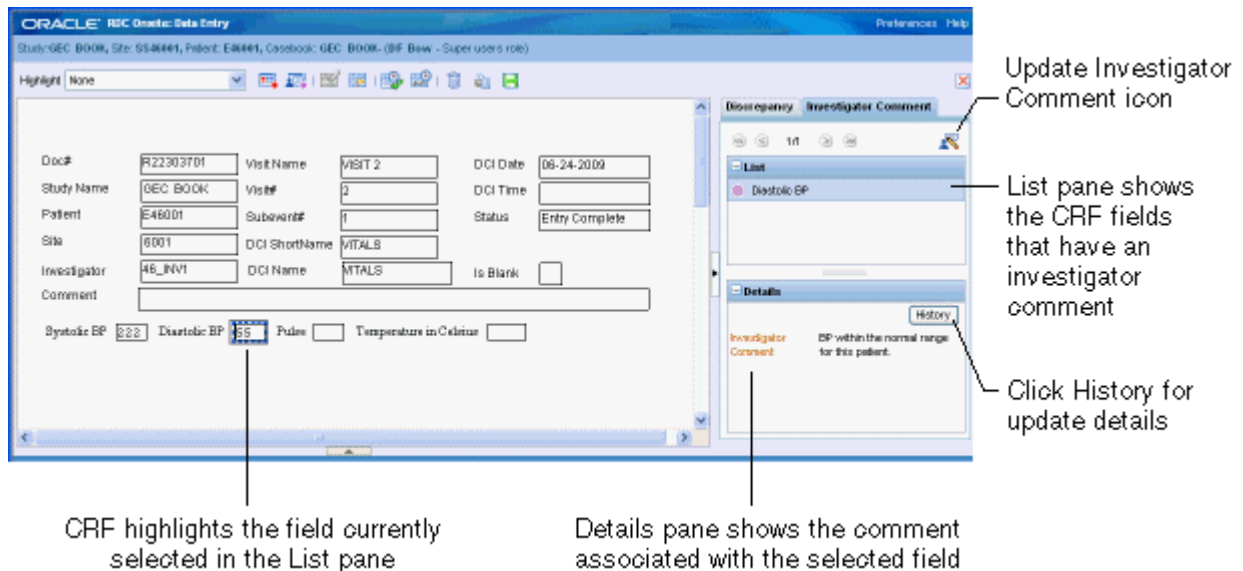 ORACLE' RDC Onsite: Data Entry
Preferences Help
Study:GEC BOOK, Site: SS46001, Patient: E46001, Casebook: GEC BOOK- (DF Bow - Super users role)
Highlight None
Discrepancy Investigator Comment
1/1
List
Diastolic BP
Doc# R22303701 Visit Name VISIT 2 DCI Date 06-24-2009
Study Name GEC BOOK Visit# 2 DCI Time
Patient E46001 Subevent# 1 Status Entry Complete
Site 6001 DCI ShortName VITALS
Investigator 46_INV1 DCI Name VITALS Is Blank
Comment
Systolic BP 222 Diastolic BP 55 Pulse Temperature in Celsius
Details
History
Investigator Comment
BP within the normal range
for this patient.
Update Investigator
Comment icon
List pane shows
the CRF fields
that have an
investigator
comment
Click History for
update details
CRF highlights the field currently
selected in the List pane
Details pane shows the comment
associated with the selected field